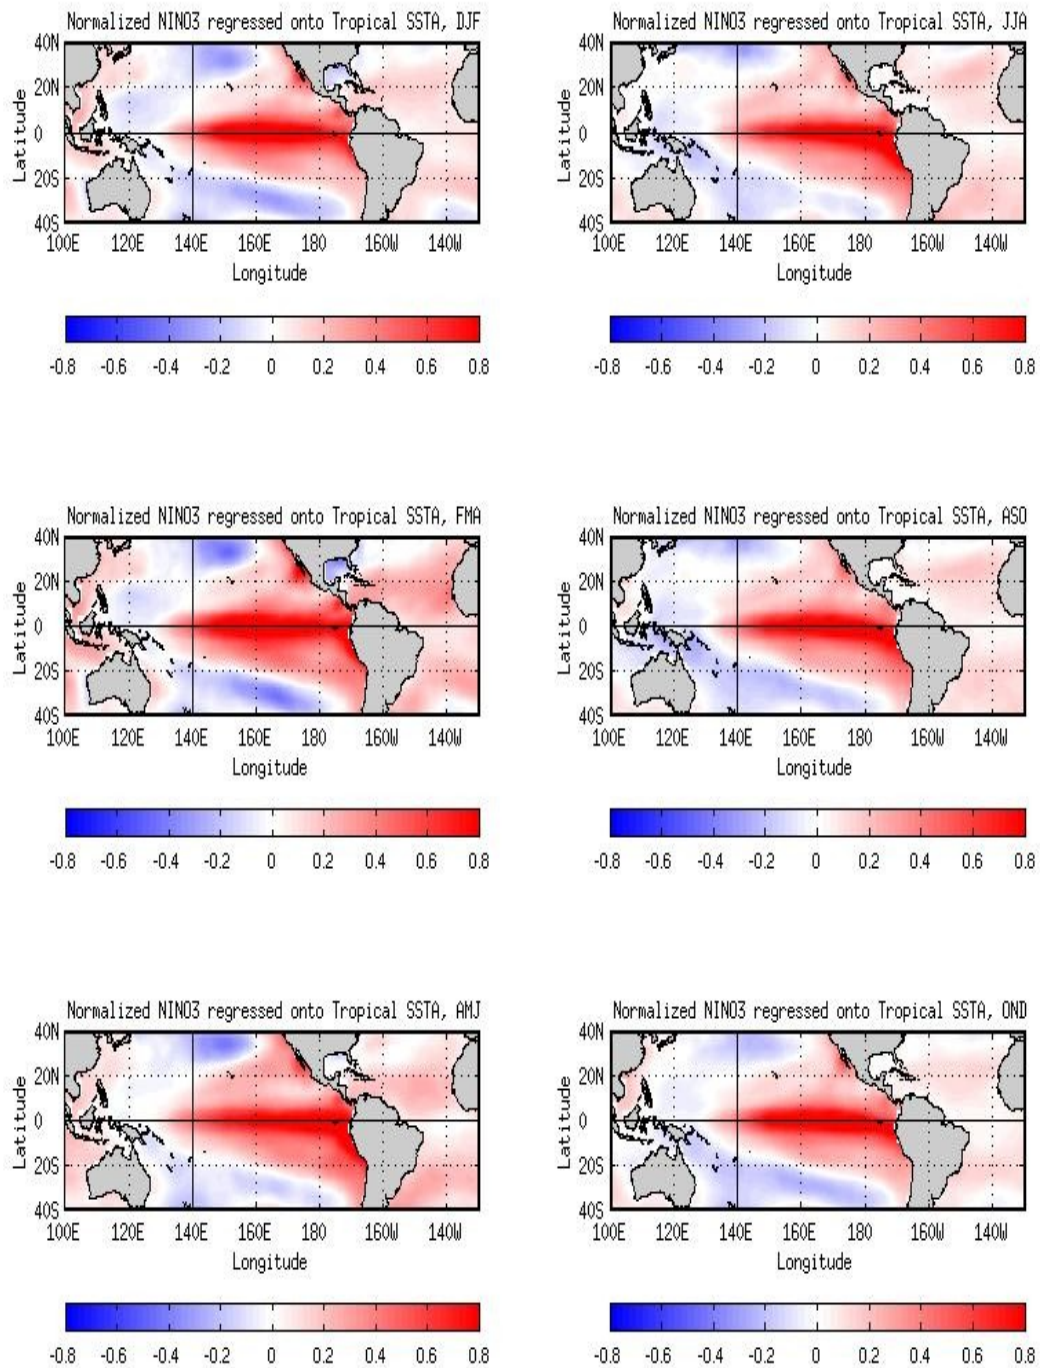 Normalized NINO3 regressed onto Tropical SSTA, DJF
40N
20N
0
20S
40S
Latitude
100E 120E 140E 160E 180 160W 140W
Longitude
-0.8 -0.6 -0.4 -0.2 0 0.2 0.4 0.6 0.8
Normalized NINO3 regressed onto Tropical SSTA, JJA
40N
20N
0
20S
40S
Latitude
100E 120E 140E 160E 180 160W 140W
Longitude
-0.8 -0.6 -0.4 -0.2 0 0.2 0.4 0.6 0.8
Normalized NINO3 regressed onto Tropical SSTA, FMA
40N
20N
0
20S
40S
Latitude
100E 120E 140E 160E 180 160W 140W
Longitude
-0.8 -0.6 -0.4 -0.2 0 0.2 0.4 0.6 0.8
Normalized NINO3 regressed onto Tropical SSTA, ASO
40N
20N
0
20S
40S
Latitude
100E 120E 140E 160E 180 160W 140W
Longitude
-0.8 -0.6 -0.4 -0.2 0 0.2 0.4 0.6 0.8
Normalized NINO3 regressed onto Tropical SSTA, AMJ
40N
20N
0
20S
40S
Latitude
100E 120E 140E 160E 180 160W 140W
Longitude
-0.8 -0.6 -0.4 -0.2 0 0.2 0.4 0.6 0.8
Normalized NINO3 regressed onto Tropical SSTA, OND
40N
20N
0
20S
40S
Latitude
100E 120E 140E 160E 180 160W 140W
Longitude
-0.8 -0.6 -0.4 -0.2 0 0.2 0.4 0.6 0.8